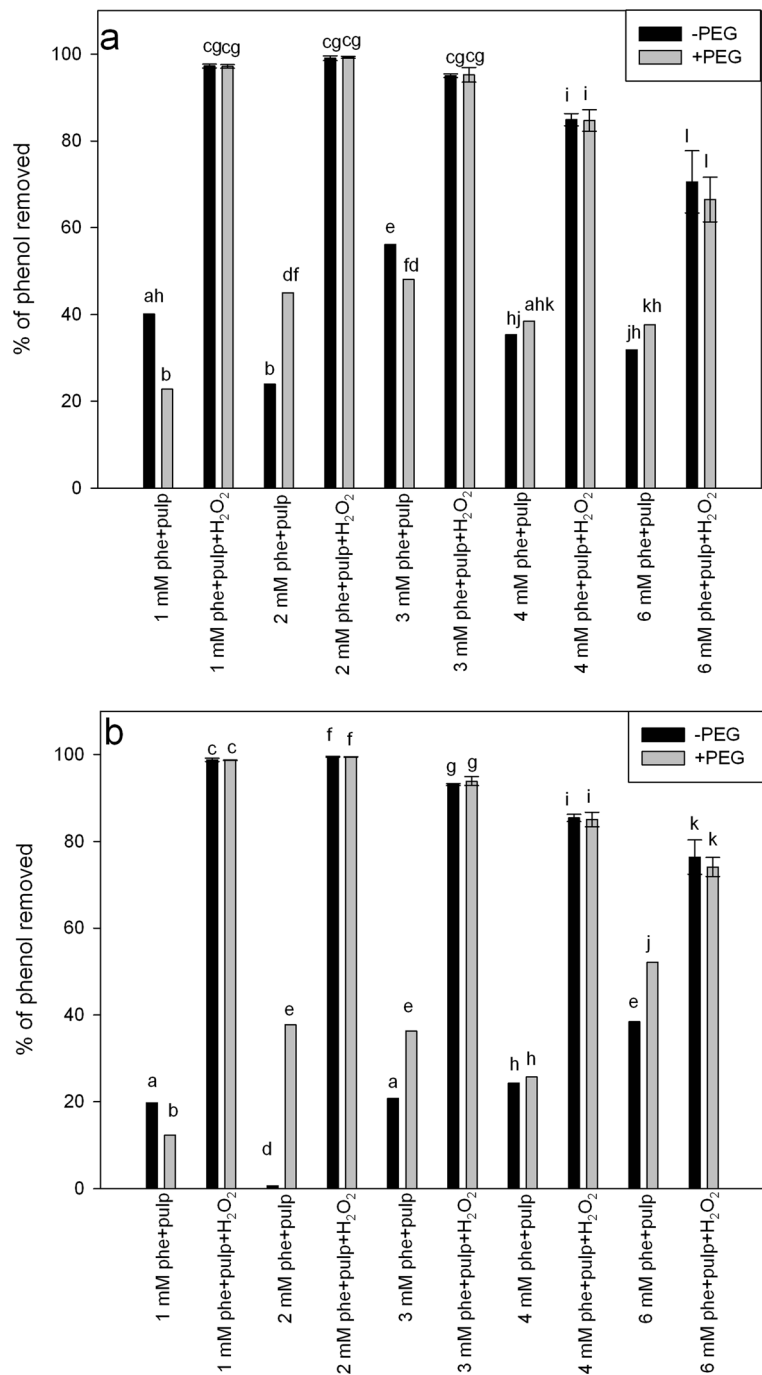 a
-PEG
+PEG
% of phenol removed
100
80
60
40
20
0
ah
b
cg cg
b
df
cg cg
e
fd
cg cg
hj
ahk
i
i
jh
kh
l
l
1 mM phe+pulp
1 mM phe+pulp+H₂O₂
2 mM phe+pulp
2 mM phe+pulp+H₂O₂
3 mM phe+pulp
3 mM phe+pulp+H₂O₂
4 mM phe+pulp
4 mM phe+pulp+H₂O₂
6 mM phe+pulp
6 mM phe+pulp+H₂O₂
b
-PEG
+PEG
% of phenol removed
100
80
60
40
20
0
a
b
c
c
d
e
f
f
a
e
g
g
h
h
i
i
e
j
k
k
1 mM phe+pulp
1 mM phe+pulp+H₂O₂
2 mM phe+pulp
2 mM phe+pulp+H₂O₂
3 mM phe+pulp
3 mM phe+pulp+H₂O₂
4 mM phe+pulp
4 mM phe+pulp+H₂O₂
6 mM phe+pulp
6 mM phe+pulp+H₂O₂